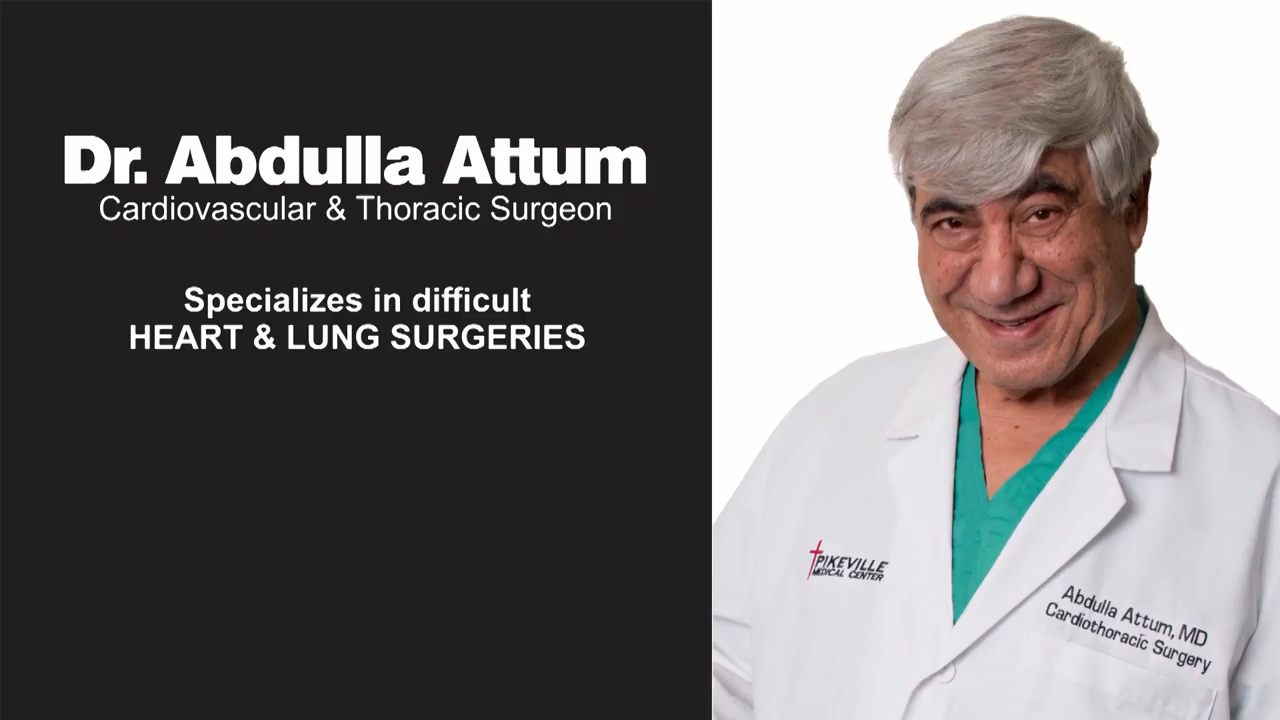 Dr. Abdulla Attum
Cardiovascular & Thoracic Surgeon
Specializes in difficult
HEART & LUNG SURGERIES
PIKEVILLE
MEDICAL CENTER
Abdulla Attum, MD
Cardiothoracic Surgery